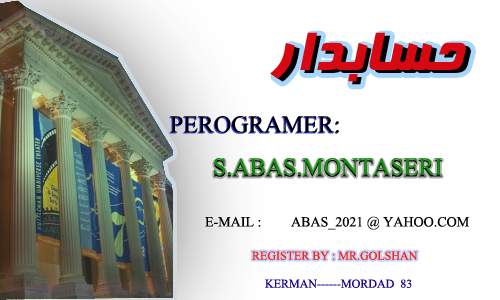 حسابدار
PEROGRAMER:
S.ABAS.MONTASERI
E-MAIL : ABAS_2021 @ YAHOO.COM
REGISTER BY : MR.GOLSHAN
KERMAN------MORDAD 83